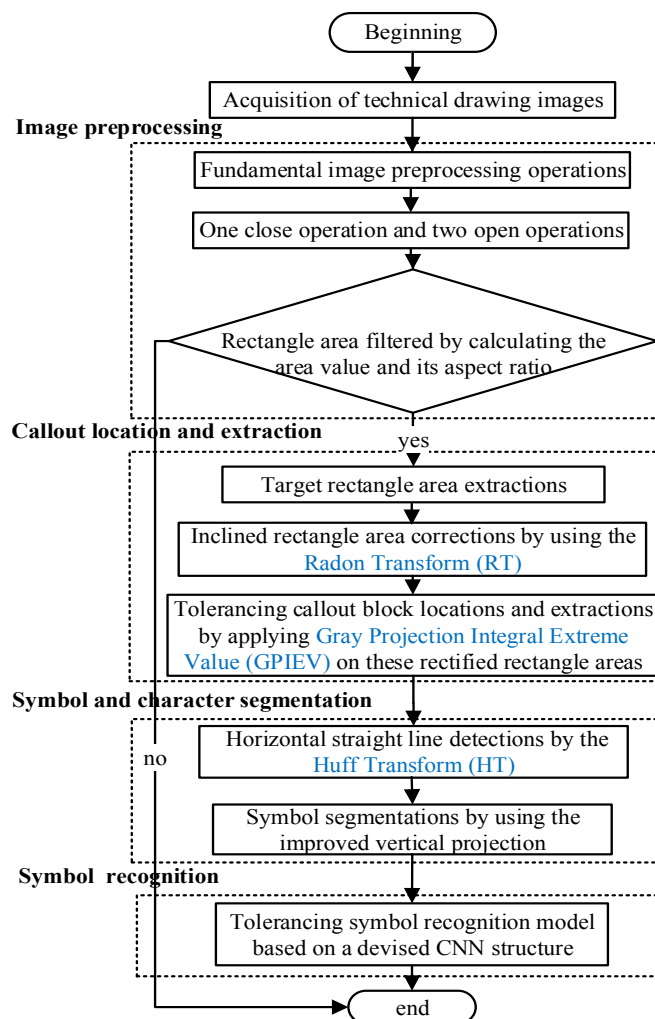 Beginning
Acquisition of technical drawing images
Image preprocessing
Fundamental image preprocessing operations
One close operation and two open operations
Rectangle area filtered by calculating the
area value and its aspect ratio
Callout location and extraction
yes
Target rectangle area extractions
Inclined rectangle area corrections by using the
Radon Transform (RT)
Tolerancing callout block locations and extractions
by applying Gray Projection Integral Extreme
Value (GPIEV) on these rectified rectangle areas
Symbol and character segmentation
Horizontal straight line detections by the
Huff Transform (HT)
no
Symbol segmentations by using the
improved vertical projection
Symbol recognition
Tolerancing symbol recognition model
based on a devised CNN structure
end